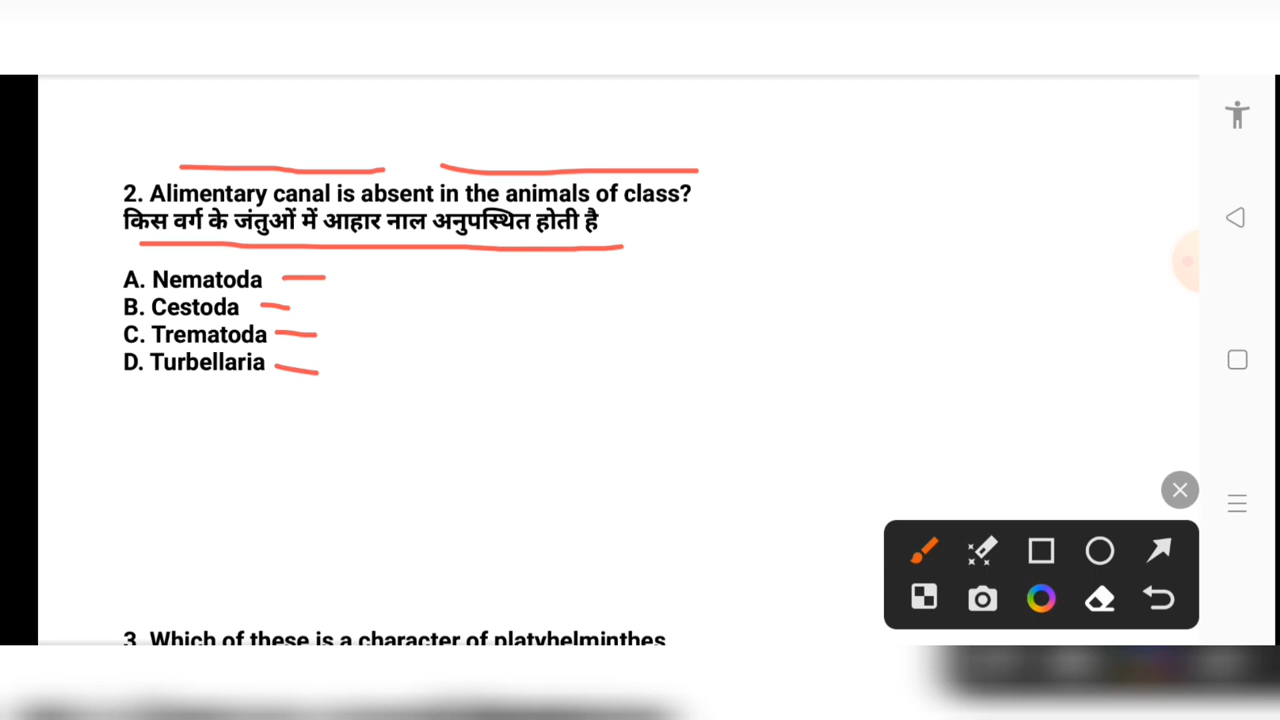 2. Alimentary canal is absent in the animals of class?
किस वर्ग के जंतुओं में आहार नाल अनुपस्थित होती है
A. Nematoda
B. Cestoda
C. Trematoda
D. Turbellaria
3. Which of these is a character of platyhelminthes